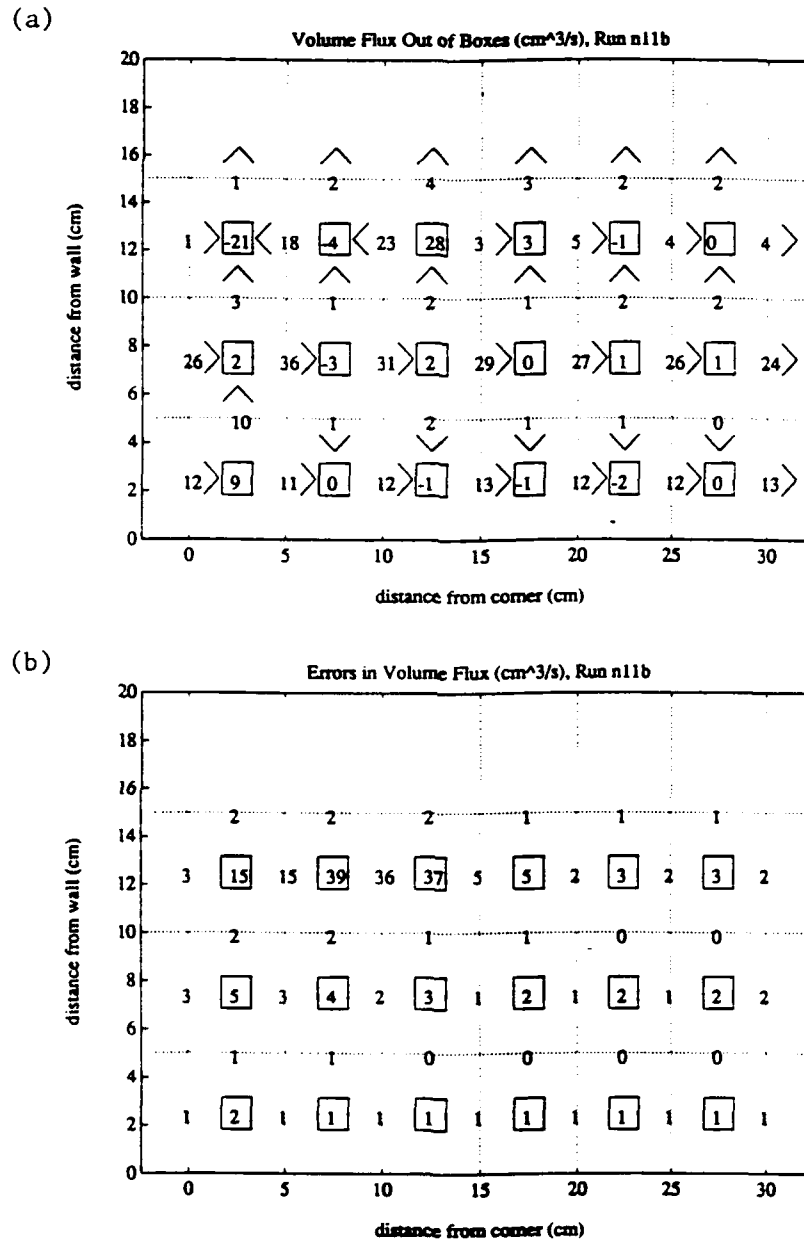 (a)
Volume Flux Out of Boxes (cm^3/s), Run n11b
20
18
16
1 2 4 3 2 2
14
12 1 -21 18 -4 23 28 3 3 5 -1 4 0 4
10
3 1 2 1 2 2
8
26 2 36 -3 31 2 29 0 27 1 26 1 24
6
10 1 2 1 1 0
4
2 12 9 11 0 12 -1 13 -1 12 -2 12 0 13
0
0 5 10 15 20 25 30
distance from wall (cm)
distance from corner (cm)
(b)
Errors in Volume Flux (cm^3/s), Run n11b
20
18
16
2 2 2 1 1 1
14
12 3 15 15 39 36 37 5 5 2 3 2 3 2
10
2 2 1 1 0 0
8
3 5 3 4 2 3 1 2 1 2 1 2 2
6
1 1 0 0 0 0
4
2 1 2 1 1 1 1 1 1 1 1 1 1 1
0
0 5 10 15 20 25 30
distance from wall (cm)
distance from corner (cm)